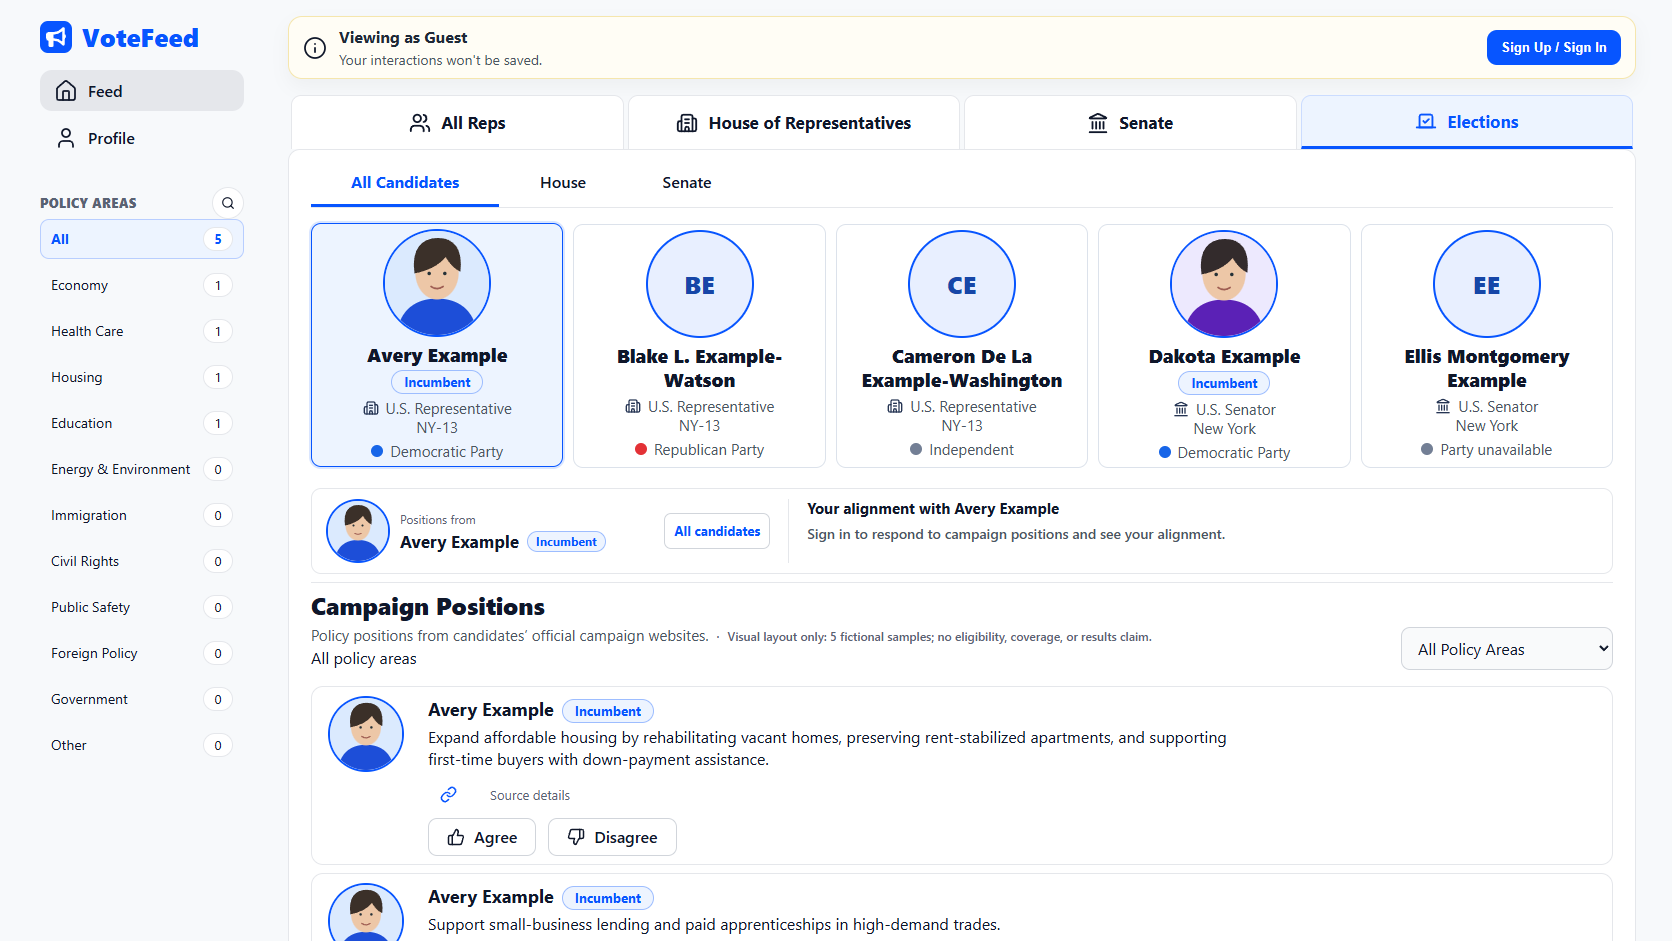 VoteFeed
Feed
Profile
POLICY AREAS
All 5
Economy 1
Health Care 1
Housing 1
Education 1
Energy & Environment 0
Immigration 0
Civil Rights 0
Public Safety 0
Foreign Policy 0
Government 0
Other 0
Viewing as Guest
Your interactions won't be saved.
Sign Up / Sign In
All Reps
House of Representatives
Senate
Elections
All Candidates
House
Senate
Avery Example
Incumbent
U.S. Representative
NY-13
Democratic Party
BE
Blake L. Example-
Watson
U.S. Representative
NY-13
Republican Party
CE
Cameron De La
Example-Washington
U.S. Representative
NY-13
Independent
Dakota Example
Incumbent
U.S. Senator
New York
Democratic Party
EE
Ellis Montgomery
Example
U.S. Senator
New York
Party unavailable
Positions from
Avery Example Incumbent
All candidates
Your alignment with Avery Example
Sign in to respond to campaign positions and see your alignment.
Campaign Positions
Policy positions from candidates’ official campaign websites. · Visual layout only: 5 fictional samples; no eligibility, coverage, or results claim.
All policy areas
All Policy Areas
Avery Example Incumbent
Expand affordable housing by rehabilitating vacant homes, preserving rent-stabilized apartments, and supporting
first-time buyers with down-payment assistance.
Source details
Agree
Disagree
Avery Example Incumbent
Support small-business lending and paid apprenticeships in high-demand trades.